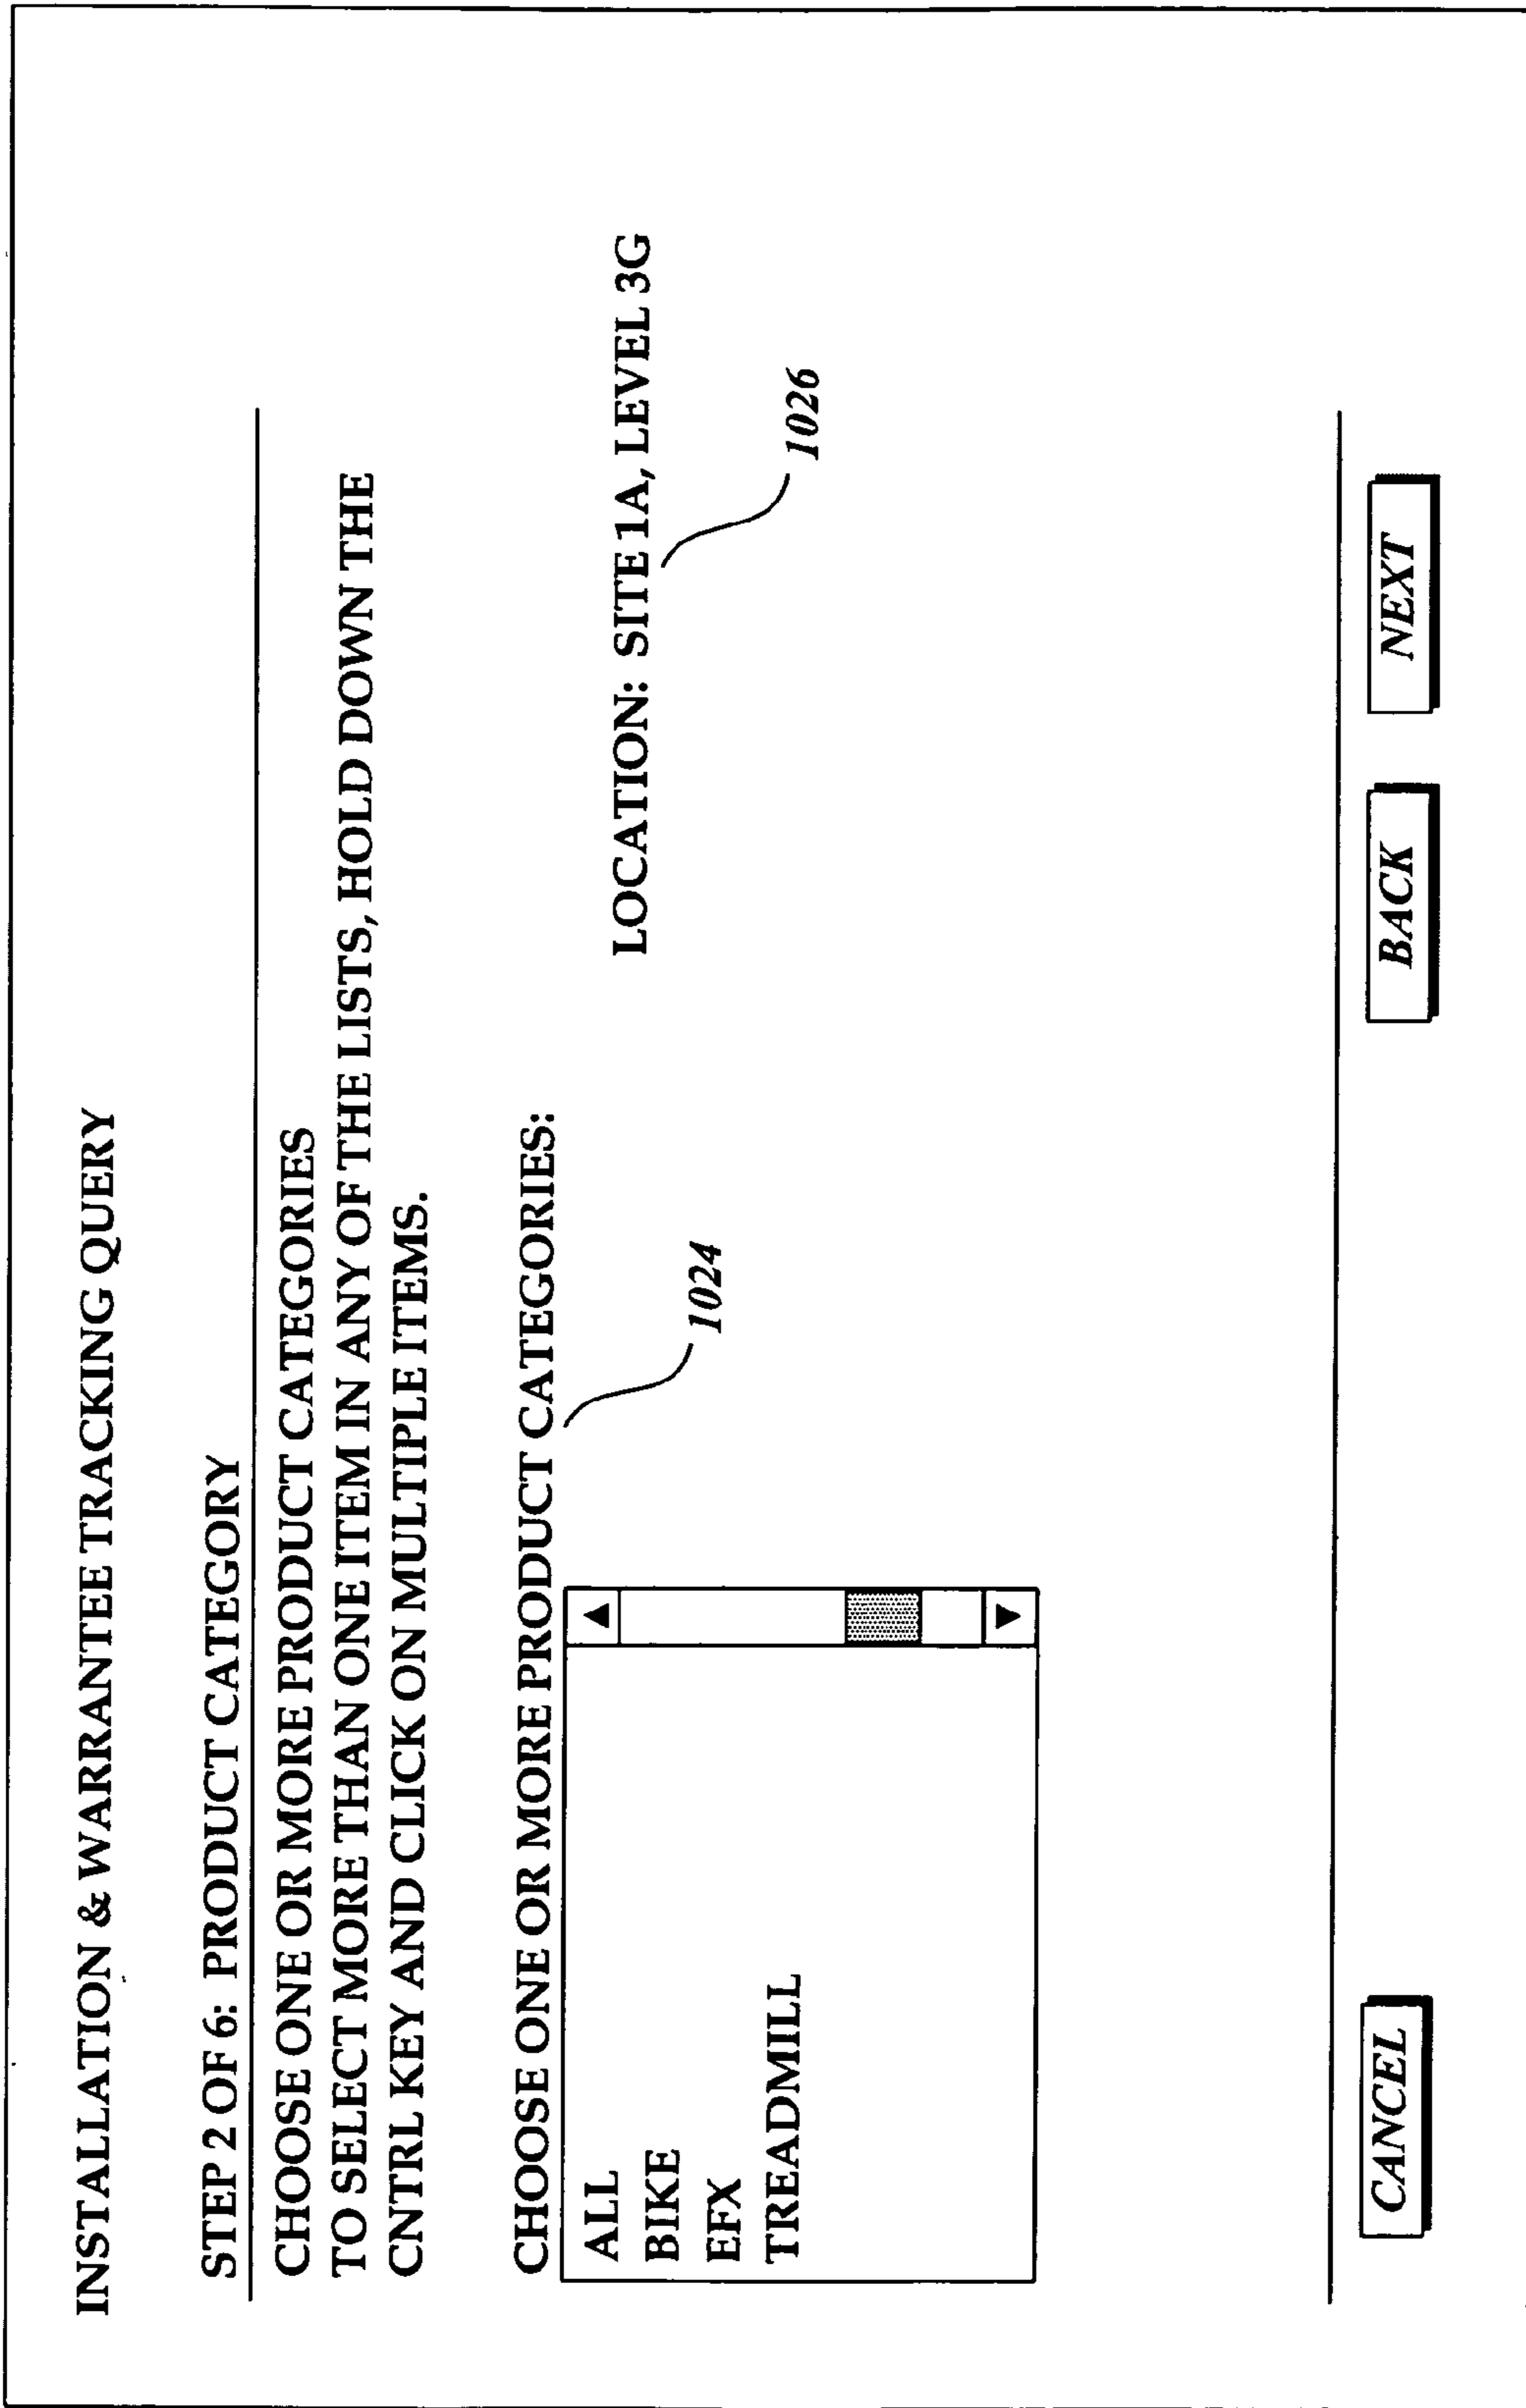 INSTALLATION & WARRANTEE TRACKING QUERY
STEP 2 OF 6: PRODUCT CATEGORY
CHOOSE ONE OR MORE PRODUCT CATEGORIES
TO SELECT MORE THAN ONE ITEM IN ANY OF THE LISTS, HOLD DOWN THE
CNTRL KEY AND CLICK ON MULTIPLE ITEMS.
CHOOSE ONE OR MORE PRODUCT CATEGORIES:
LOCATION: SITE 1A, LEVEL 3G
1024
1026
ALL
BIKE
EFX
TREADMILL
CANCEL
BACK
NEXT